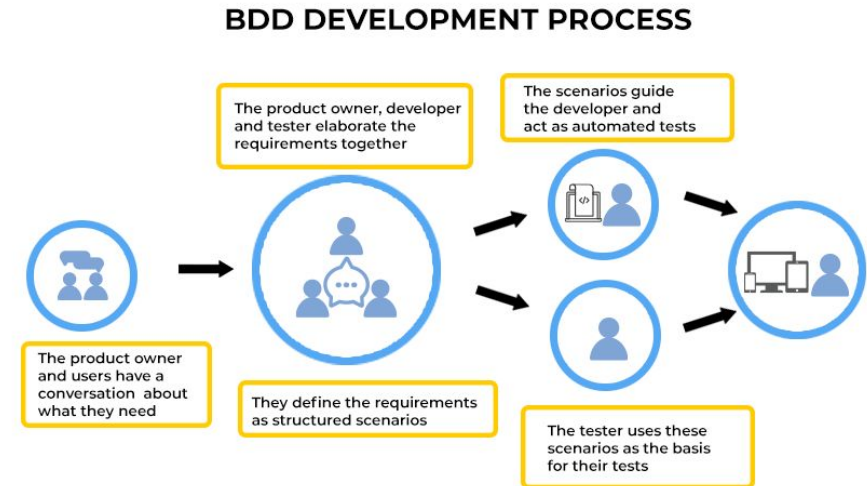 BDD DEVELOPMENT PROCESS
The product owner, developer
and tester elaborate the
requirements together
The scenarios guide
the developer and
act as automated tests
</>
The product owner
and users have a
conversation about
what they need
They define the requirements
as structured scenarios
The tester uses these
scenarios as the basis
for their tests